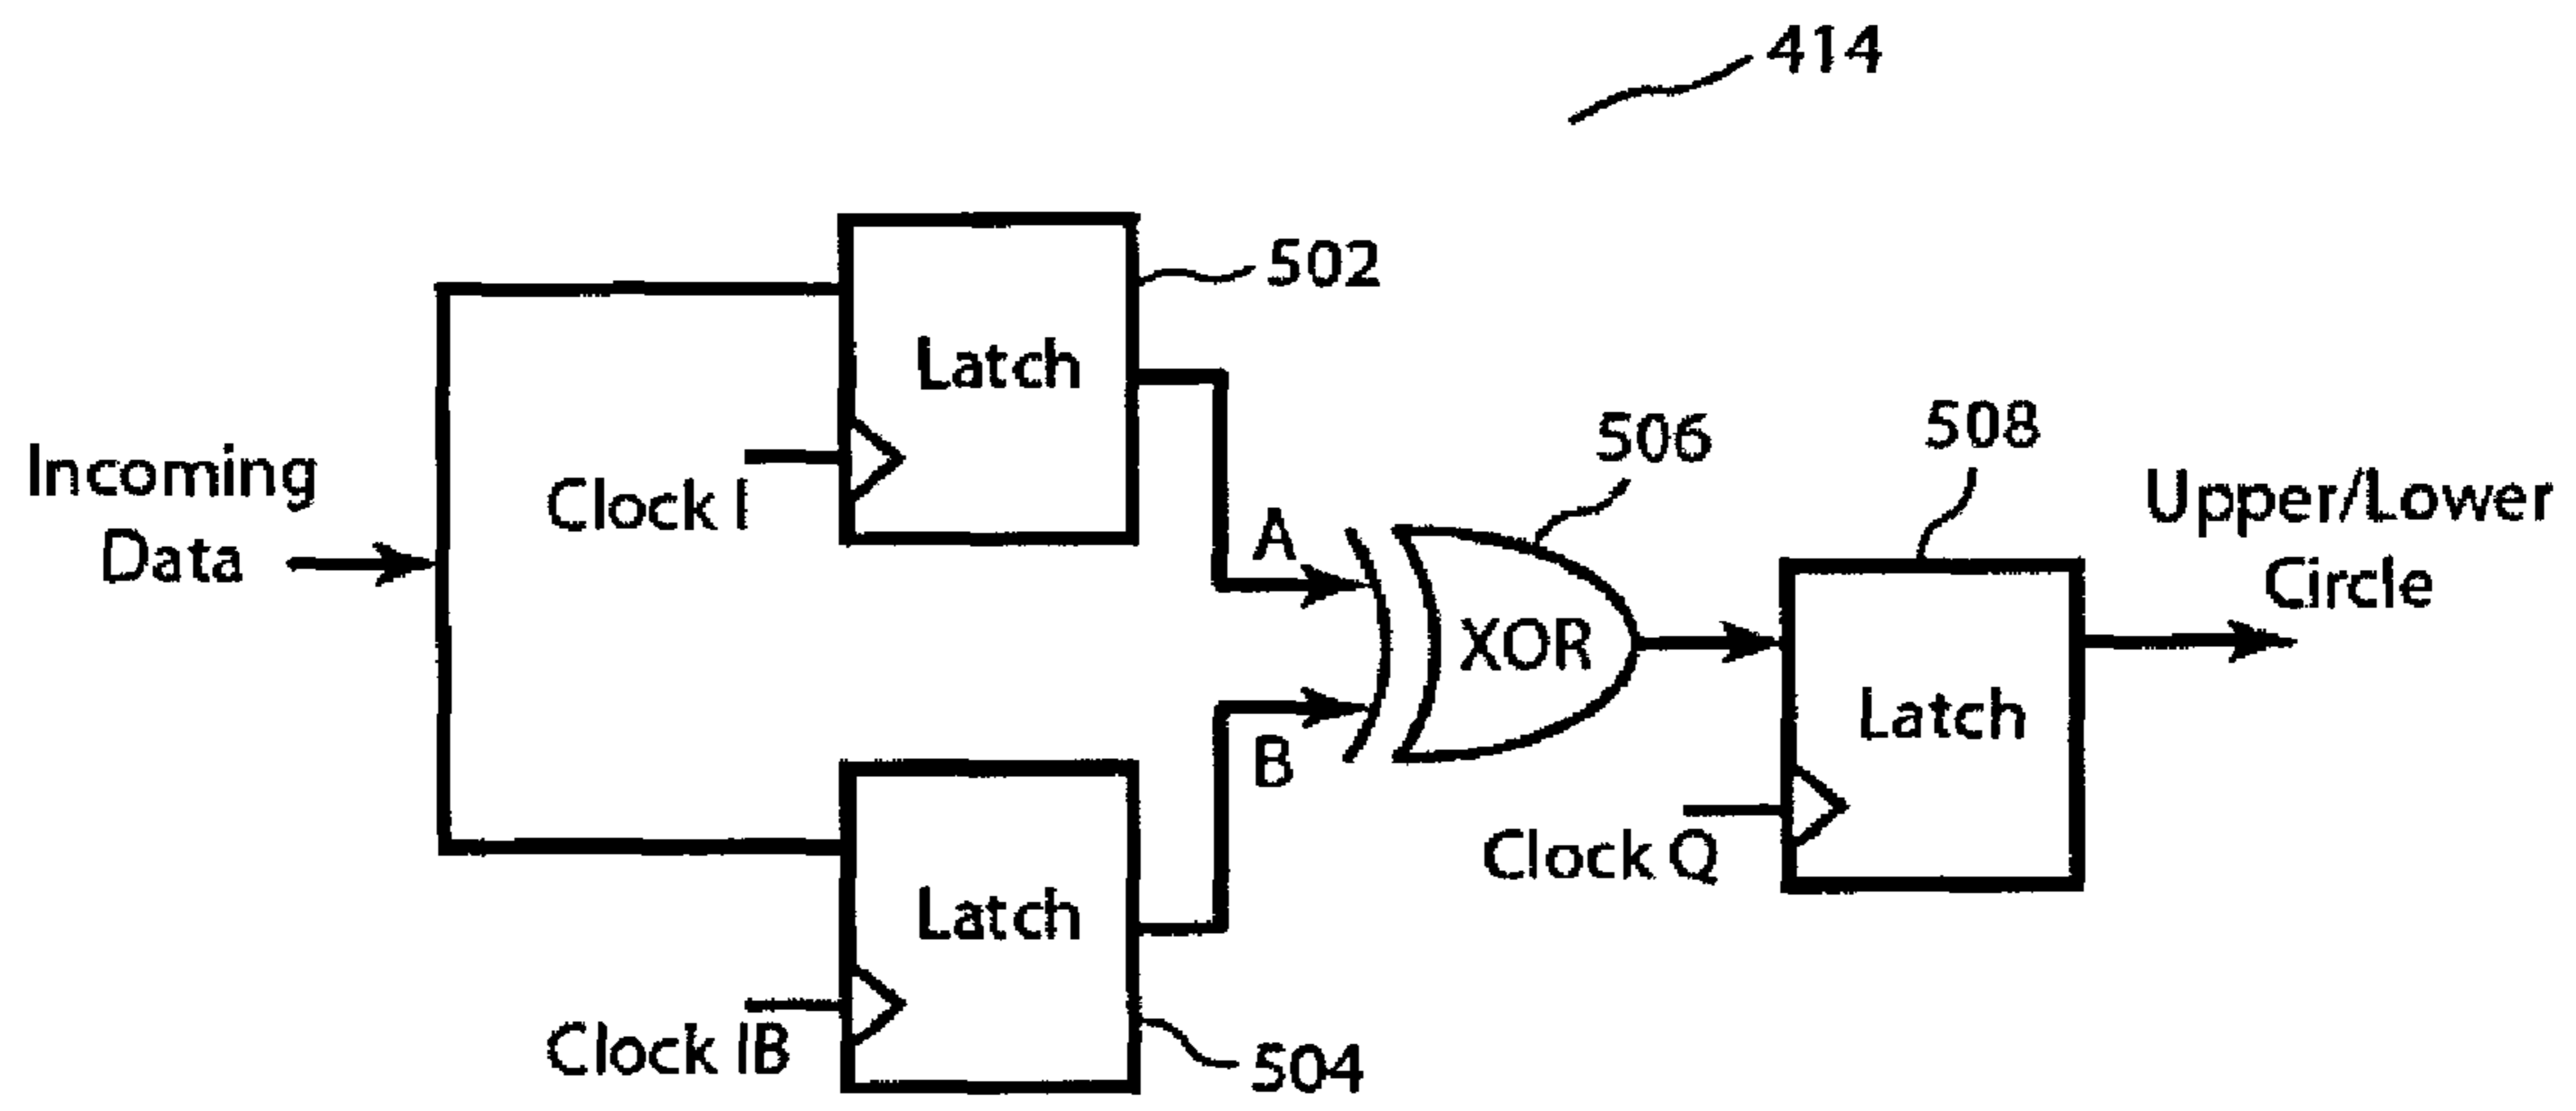 414
502
Latch
Clock I
Incoming
Data
A
506
508
Upper/Lower
Circle
XOR
Latch
B
Clock Q
Latch
Clock IB
504